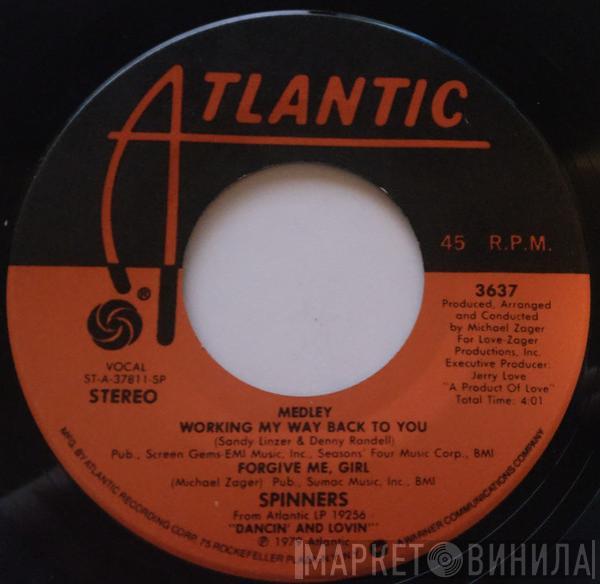 ATLANTIC
45 R.P.M.
®
3637
Produced, Arranged
and Conducted
by Michael Zager
For Love-Zager
Productions, Inc.
Executive Producer:
Jerry Love
"A Product Of Love"
Total Time: 4:01
VOCAL
ST-A-37811-SP
STEREO
MEDLEY
WORKING MY WAY BACK TO YOU
(Sandy Linzer & Denny Randell)
Pub., Screen Gems-EMI Music, Inc., Seasons' Four Music Corp., BMI
FORGIVE ME, GIRL
(Michael Zager) Pub., Sumac Music, Inc., BMI
SPINNERS
From Atlantic LP 19256
"DANCIN' AND LOVIN'"
Ⓟ Atlantic
MFG. BY ATLANTIC RECORDING CORP. 75 ROCKEFELLER A WARNER COMMUNICATIONS COMPANY
МАРКЕТ ВИНИЛА